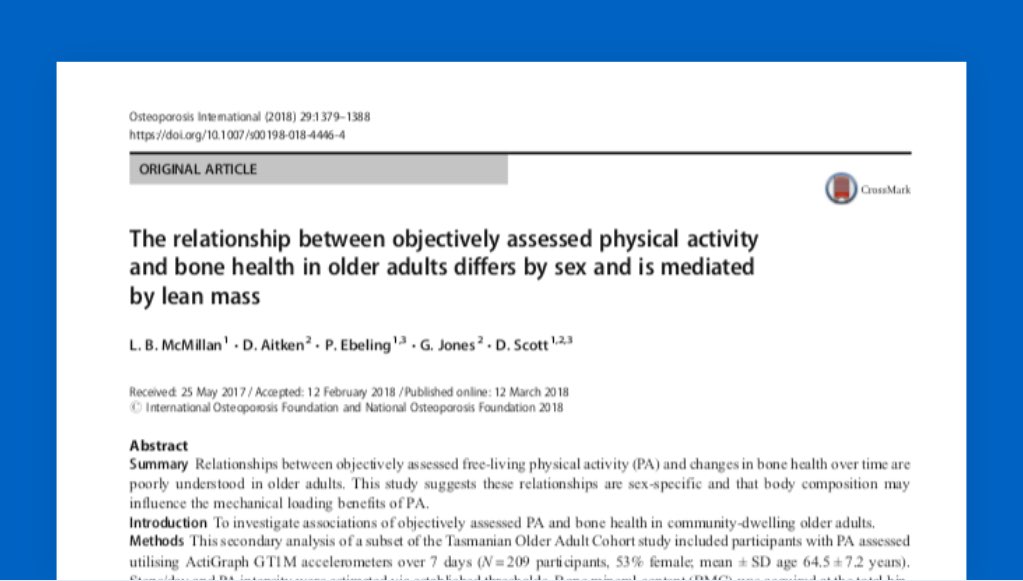 Osteoporosis International (2018) 29:1379–1388
https://doi.org/10.1007/s00198-018-4446-4
ORIGINAL ARTICLE
CrossMark
The relationship between objectively assessed physical activity
and bone health in older adults differs by sex and is mediated
by lean mass
L. B. McMillan¹ · D. Aitken² · P. Ebeling¹,³ · G. Jones² · D. Scott¹,²,³
Received: 25 May 2017 / Accepted: 12 February 2018 / Published online: 12 March 2018
© International Osteoporosis Foundation and National Osteoporosis Foundation 2018
Abstract
Summary Relationships between objectively assessed free-living physical activity (PA) and changes in bone health over time are
poorly understood in older adults. This study suggests these relationships are sex-specific and that body composition may
influence the mechanical loading benefits of PA.
Introduction To investigate associations of objectively assessed PA and bone health in community-dwelling older adults.
Methods This secondary analysis of a subset of the Tasmanian Older Adult Cohort study included participants with PA assessed
utilising ActiGraph GT1M accelerometers over 7 days (N = 209 participants, 53% female; mean ± SD age 64.5 ± 7.2 years).